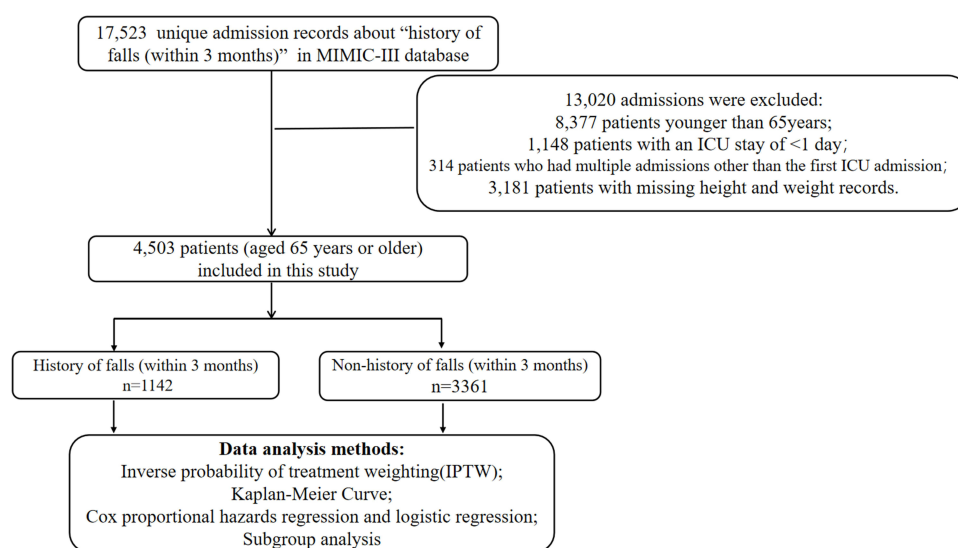 17,523 unique admission records about “history of
falls (within 3 months)” in MIMIC-III database
13,020 admissions were excluded:
8,377 patients younger than 65years;
1,148 patients with an ICU stay of <1 day;
314 patients who had multiple admissions other than the first ICU admission;
3,181 patients with missing height and weight records.
4,503 patients (aged 65 years or older)
included in this study
History of falls (within 3 months)
n=1142
Non-history of falls (within 3 months)
n=3361
Data analysis methods:
Inverse probability of treatment weighting(IPTW);
Kaplan-Meier Curve;
Cox proportional hazards regression and logistic regression;
Subgroup analysis